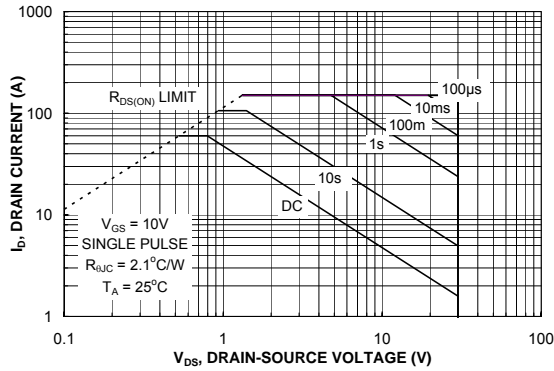 1000
100
10
1
I_D, DRAIN CURRENT (A)
R_DS(ON) LIMIT
100µs
10ms
100m
1s
10s
DC
V_GS = 10V
SINGLE PULSE
R_θJC = 2.1°C/W
T_A = 25°C
0.1 1 10 100
V_DS, DRAIN-SOURCE VOLTAGE (V)